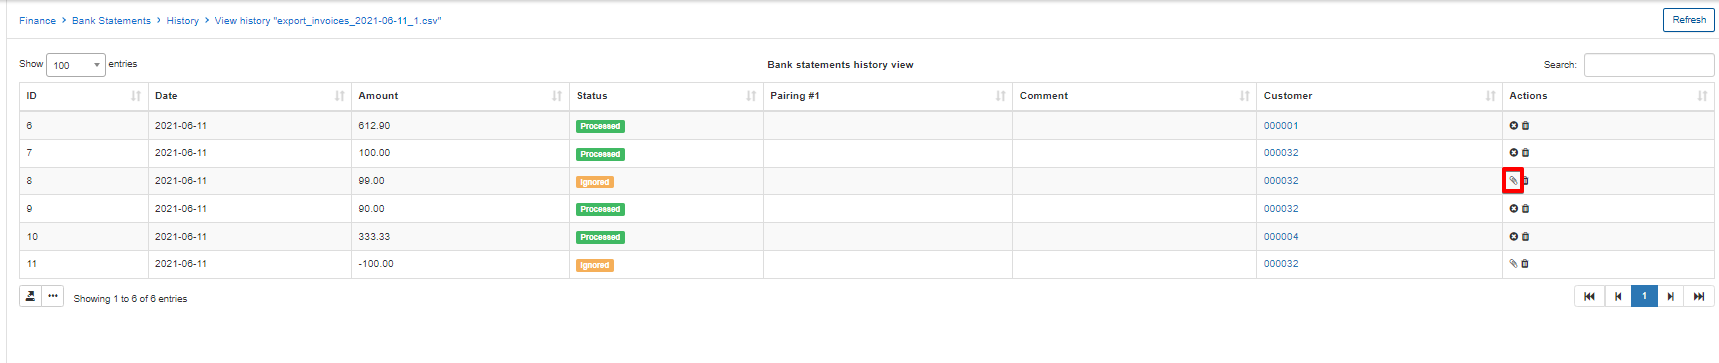 Finance > Bank Statements > History > View history "export_invoices_2021-06-11_1.csv" Refresh
Show 100 entries Bank statements history view Search:
ID Date Amount Status Pairing #1 Comment Customer Actions
6 2021-06-11 612.90 Processed 000001
7 2021-06-11 100.00 Processed 000032
8 2021-06-11 99.00 Ignored 000032
9 2021-06-11 90.00 Processed 000032
10 2021-06-11 333.33 Processed 000004
11 2021-06-11 -100.00 Ignored 000032
Showing 1 to 6 of 6 entries 1